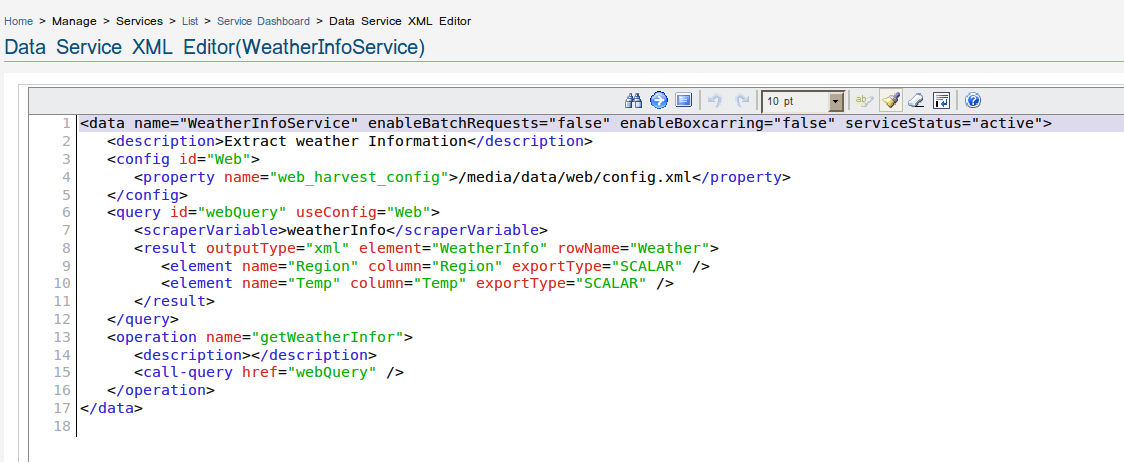 Home > Manage > Services > List > Service Dashboard > Data Service XML Editor
Data Service XML Editor(WeatherInfoService)
10 pt
1 <data name="WeatherInfoService" enableBatchRequests="false" enableBoxcarring="false" serviceStatus="active">
2 <description>Extract weather Information</description>
3 <config id="Web">
4 <property name="web_harvest_config">/media/data/web/config.xml</property>
5 </config>
6 <query id="webQuery" useConfig="Web">
7 <scraperVariable>weatherInfo</scraperVariable>
8 <result outputType="xml" element="WeatherInfo" rowName="Weather">
9 <element name="Region" column="Region" exportType="SCALAR" />
10 <element name="Temp" column="Temp" exportType="SCALAR" />
11 </result>
12 </query>
13 <operation name="getWeatherInfor">
14 <description></description>
15 <call-query href="webQuery" />
16 </operation>
17 </data>
18